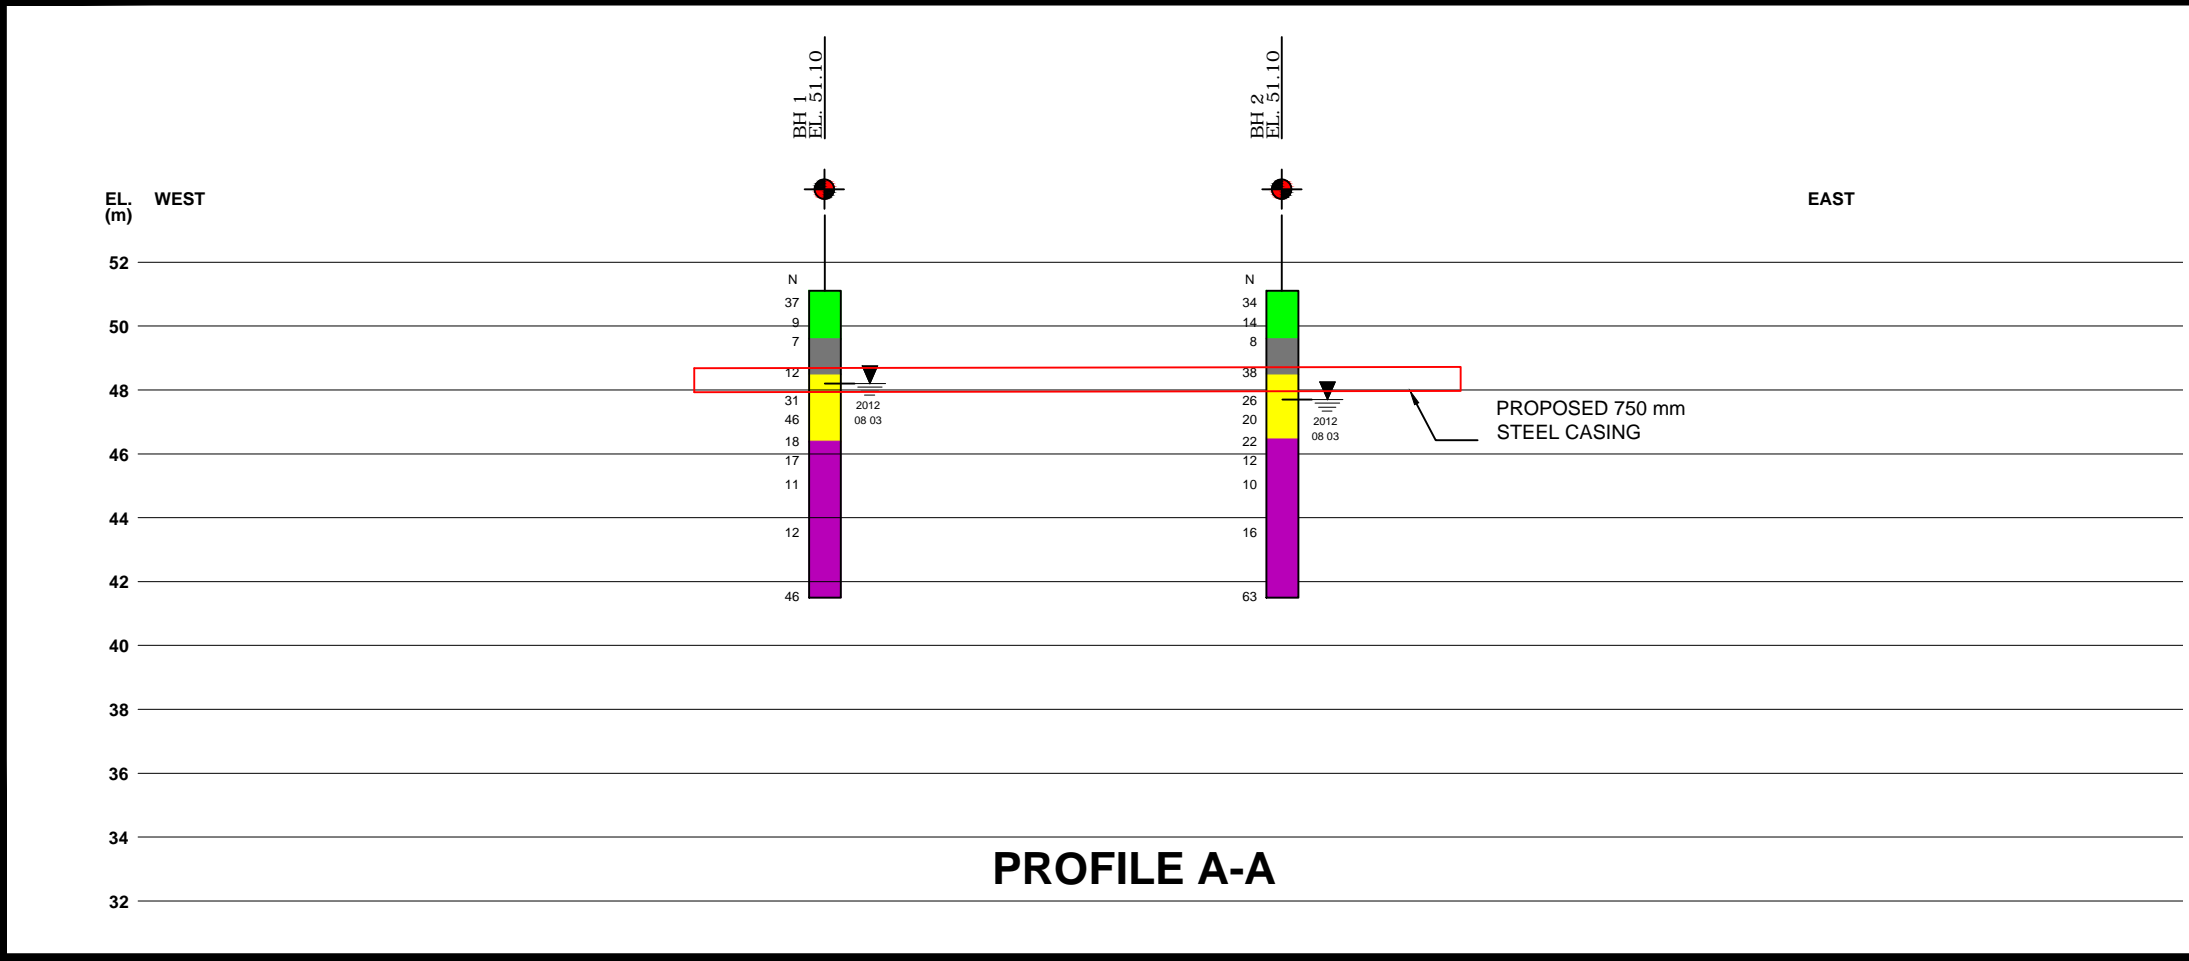 BH 1
EL. 51.10
BH 2
EL. 51.10
EL.
(m)
WEST
EAST
52
50
48
46
44
42
40
38
36
34
32
N
37
9
7
12
31
46
18
17
11
12
46
2012
08 03
N
34
14
8
38
26
20
22
12
10
16
63
2012
08 03
PROPOSED 750 mm
STEEL CASING
PROFILE A-A